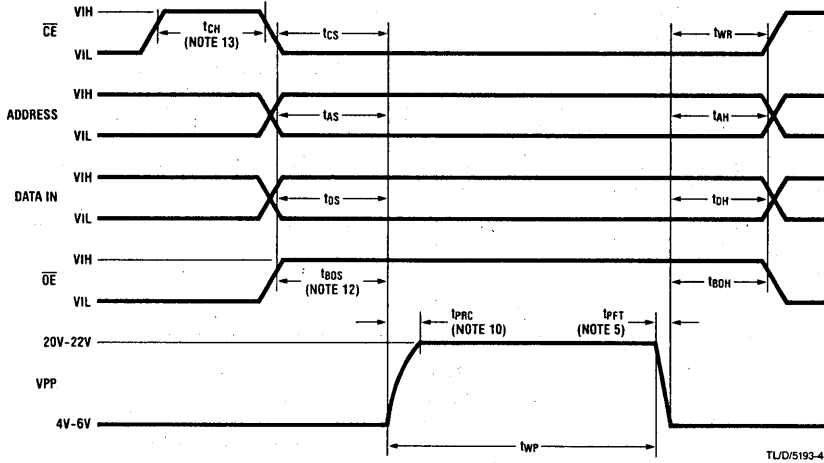 VIH
CE
tCH
(NOTE 13)
tCS
tWR
VIL
VIH
ADDRESS
tAS
tAH
VIL
VIH
DATA IN
tDS
tDH
VIL
VIH
OE
tBOS
(NOTE 12)
tBOH
VIL
tPRC
(NOTE 10)
tPFT
(NOTE 5)
20V-22V
VPP
4V-6V
tWP
TL/D/5193-4